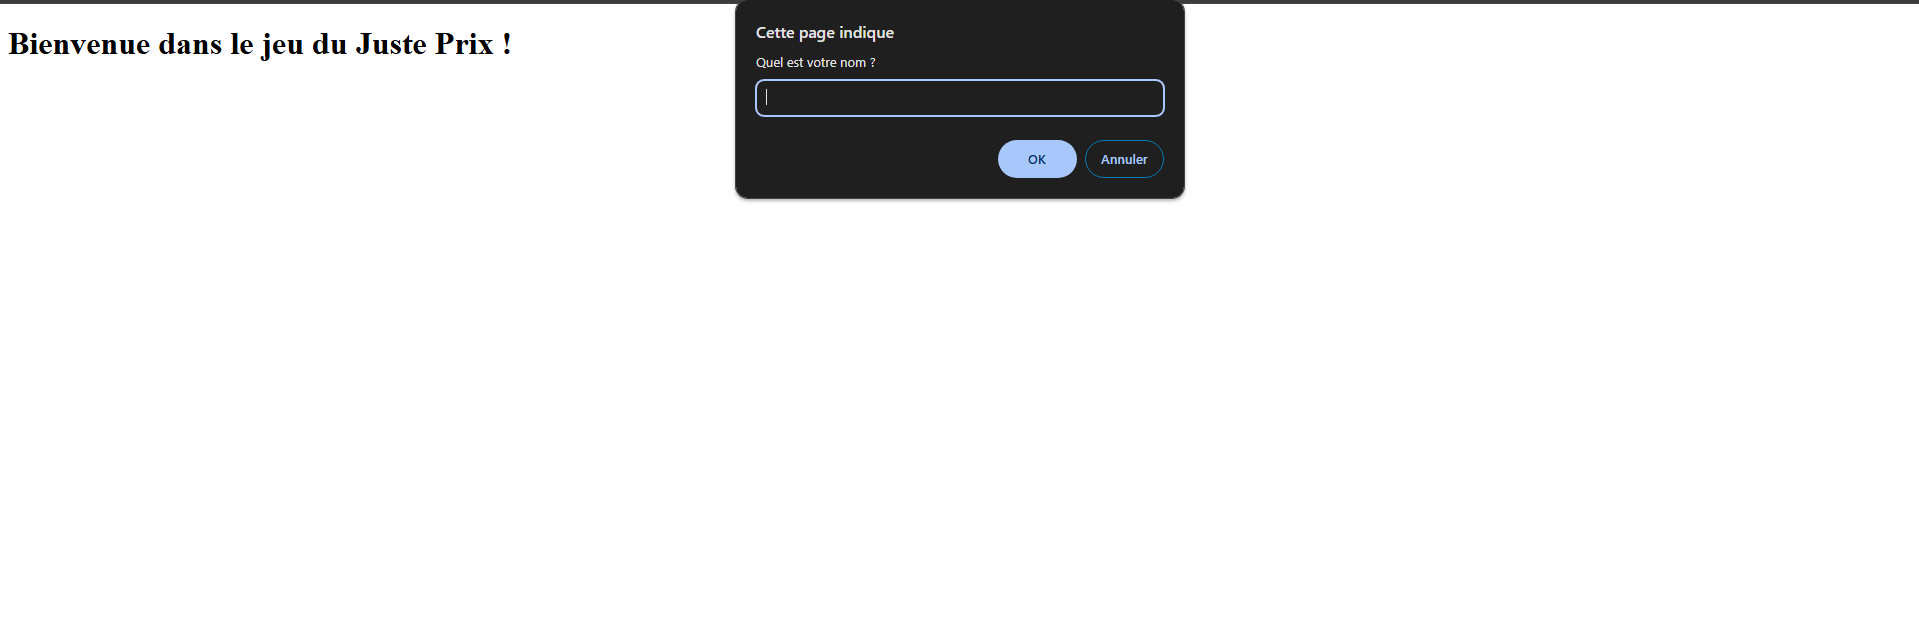 Bienvenue dans le jeu du Juste Prix !
Cette page indique
Quel est votre nom ?
OK
Annuler